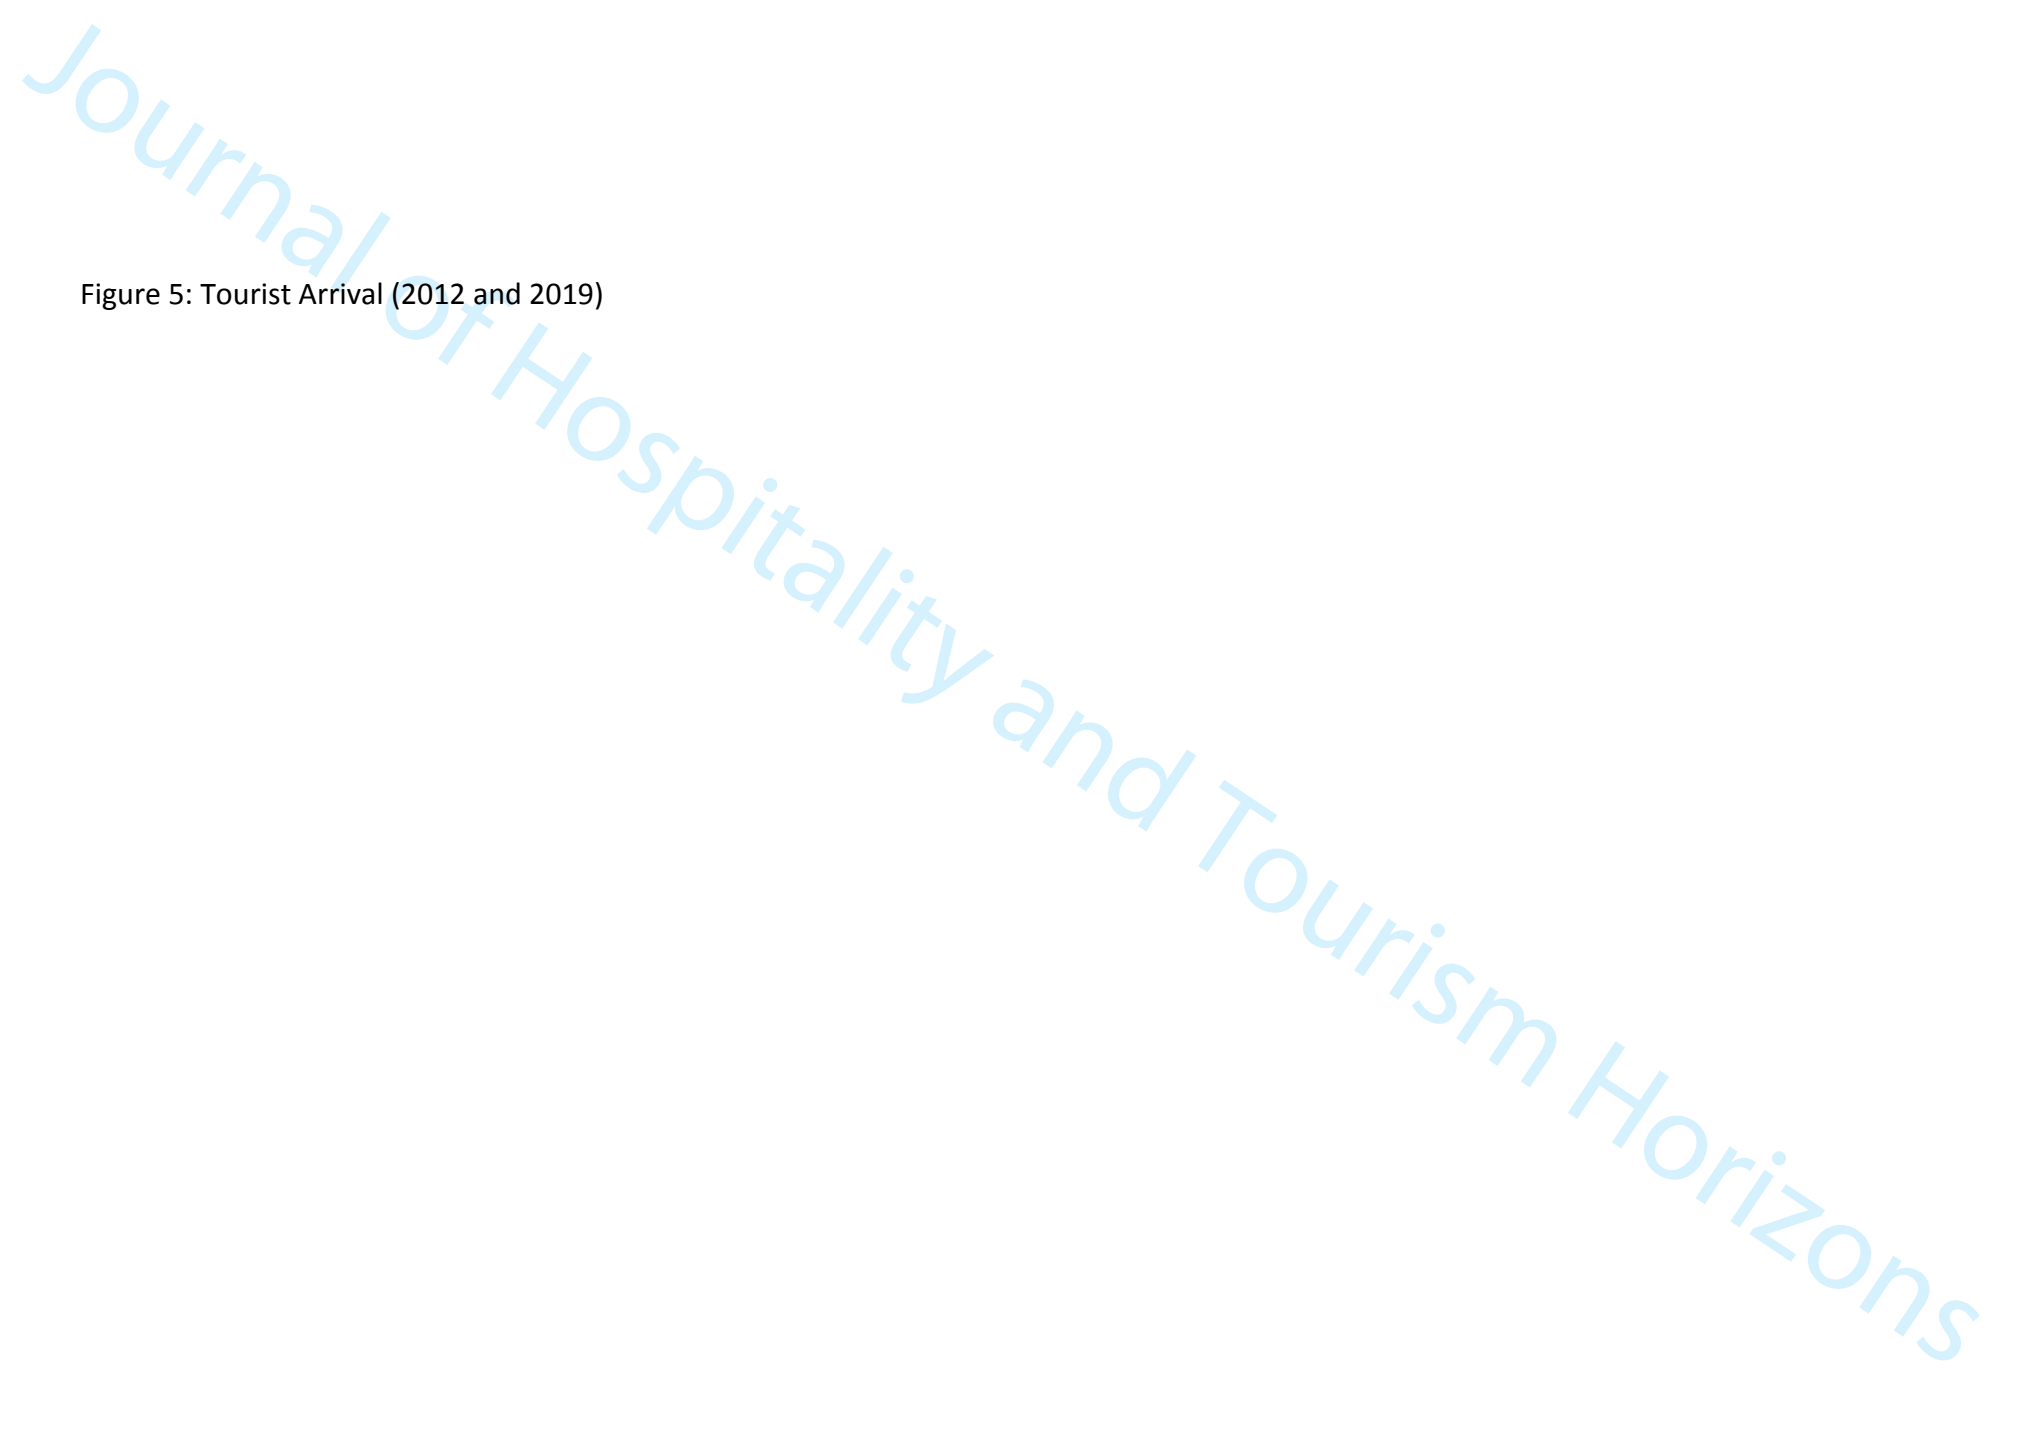 Journal of Hospitality and Tourism Horizons
Figure 5: Tourist Arrival (2012 and 2019)